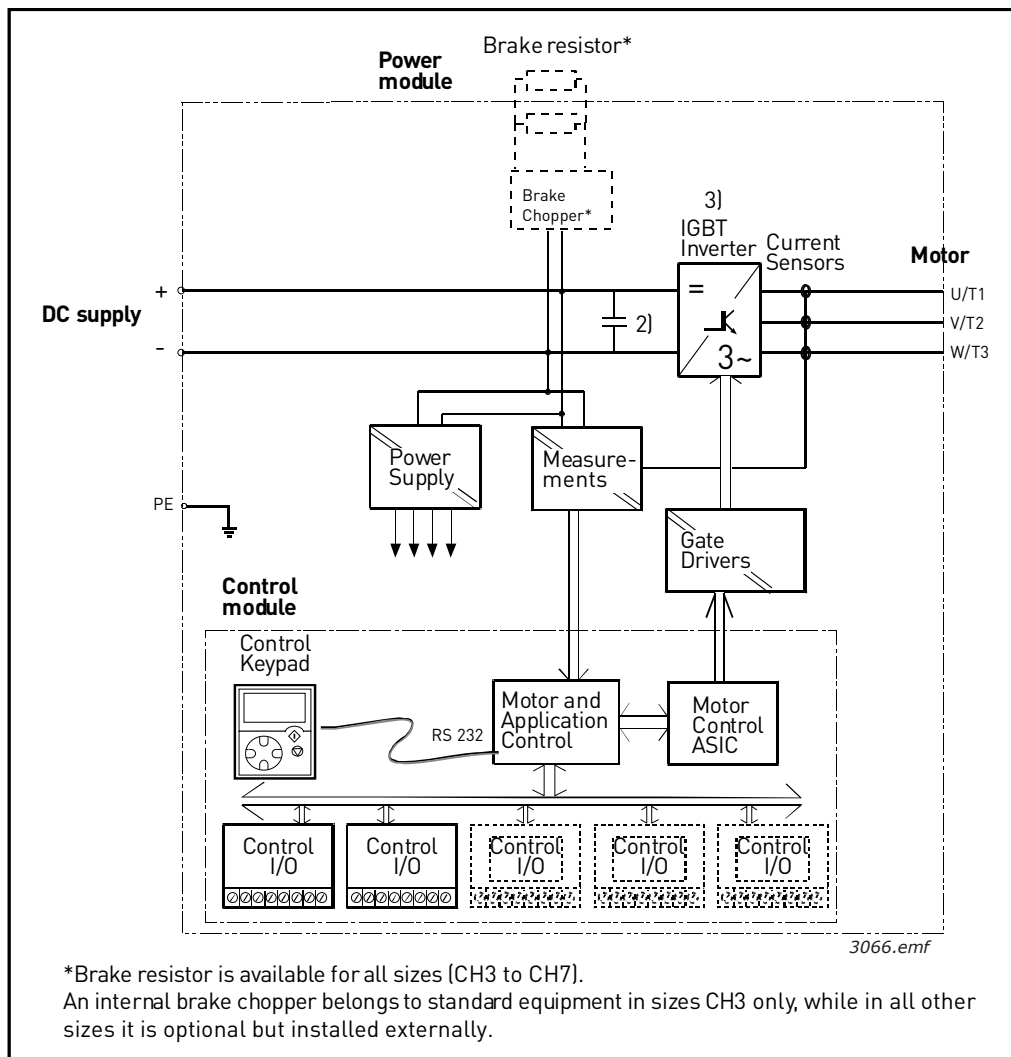 Brake resistor*
Power
module
Brake
Chopper*
3)
IGBT
Inverter
Current
Sensors
Motor
=
3~
+
DC supply
-
2)
U/T1
V/T2
W/T3
Power
Supply
Measure-
ments
PE
Gate
Drivers
Control
module
Control
Keypad
RS 232
Motor and
Application
Control
Motor
Control
ASIC
Control
I/O
Control
I/O
Control
I/O
Control
I/O
Control
I/O
3066.emf
*Brake resistor is available for all sizes (CH3 to CH7).
An internal brake chopper belongs to standard equipment in sizes CH3 only, while in all other
sizes it is optional but installed externally.